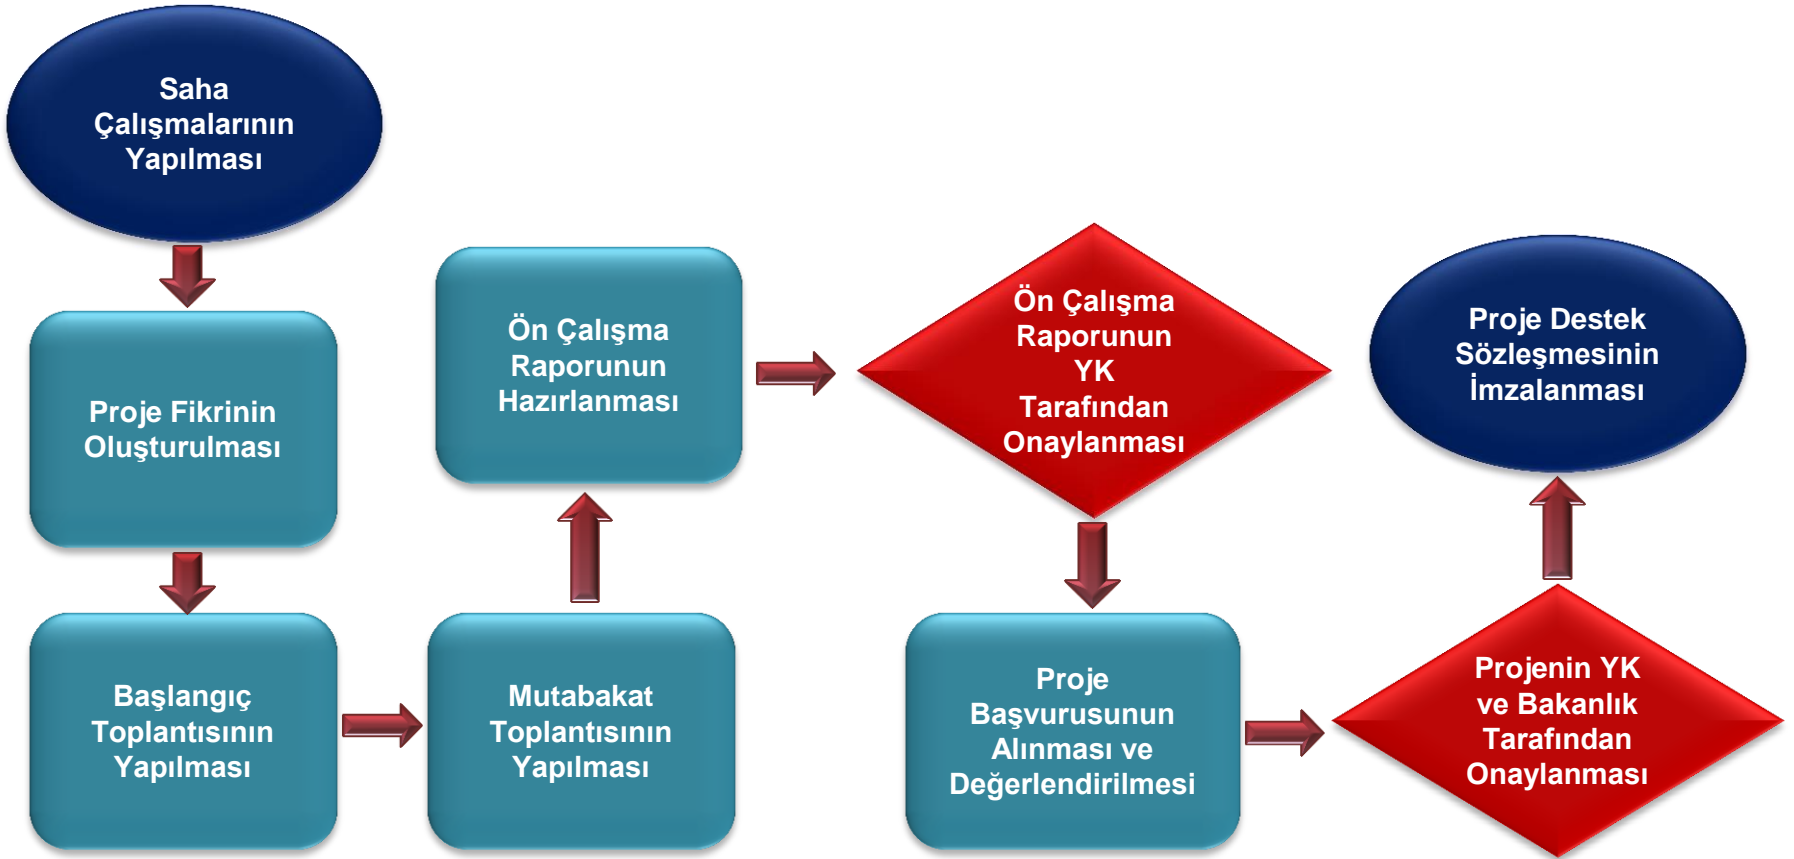 Saha
Çalışmalarının
Yapılması
Proje Fikrinin
Oluşturulması
Başlangıç
Toplantısının
Yapılması
Mutabakat
Toplantısının
Yapılması
Ön Çalışma
Raporunun
Hazırlanması
Ön Çalışma
Raporunun
YK
Tarafından
Onaylanması
Proje
Başvurusunun
Alınması ve
Değerlendirilmesi
Projenin YK
ve Bakanlık
Tarafından
Onaylanması
Proje Destek
Sözleşmesinin
İmzalanması